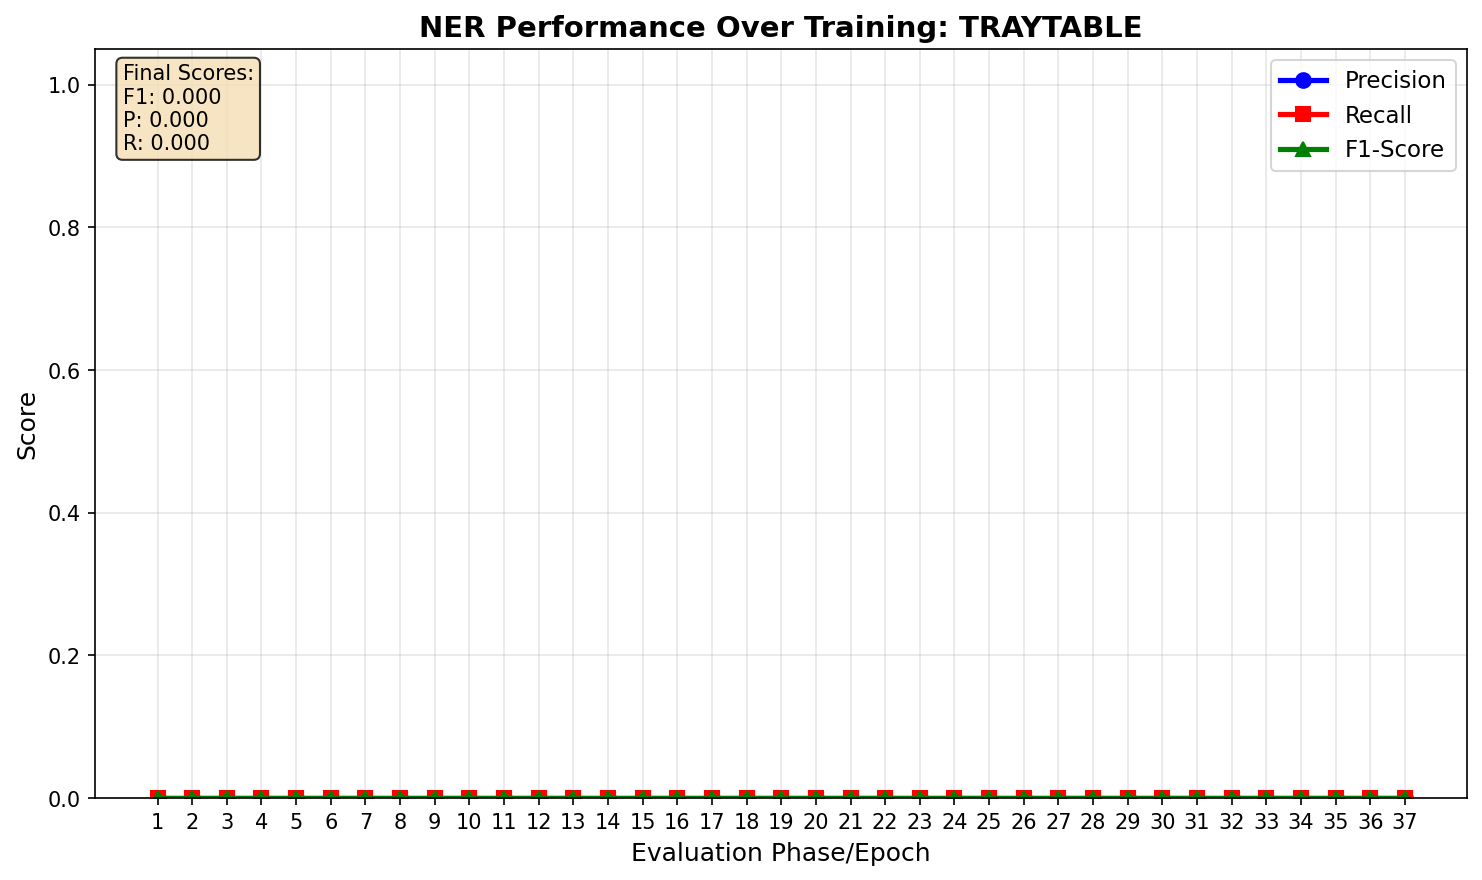 NER Performance Over Training: TRAYTABLE
Final Scores:
F1: 0.000
P: 0.000
R: 0.000
Precision
Recall
F1-Score
1.0
0.8
0.6
0.4
0.2
0.0
Score
1 2 3 4 5 6 7 8 9 10 11 12 13 14 15 16 17 18 19 20 21 22 23 24 25 26 27 28 29 30 31 32 33 34 35 36 37
Evaluation Phase/Epoch